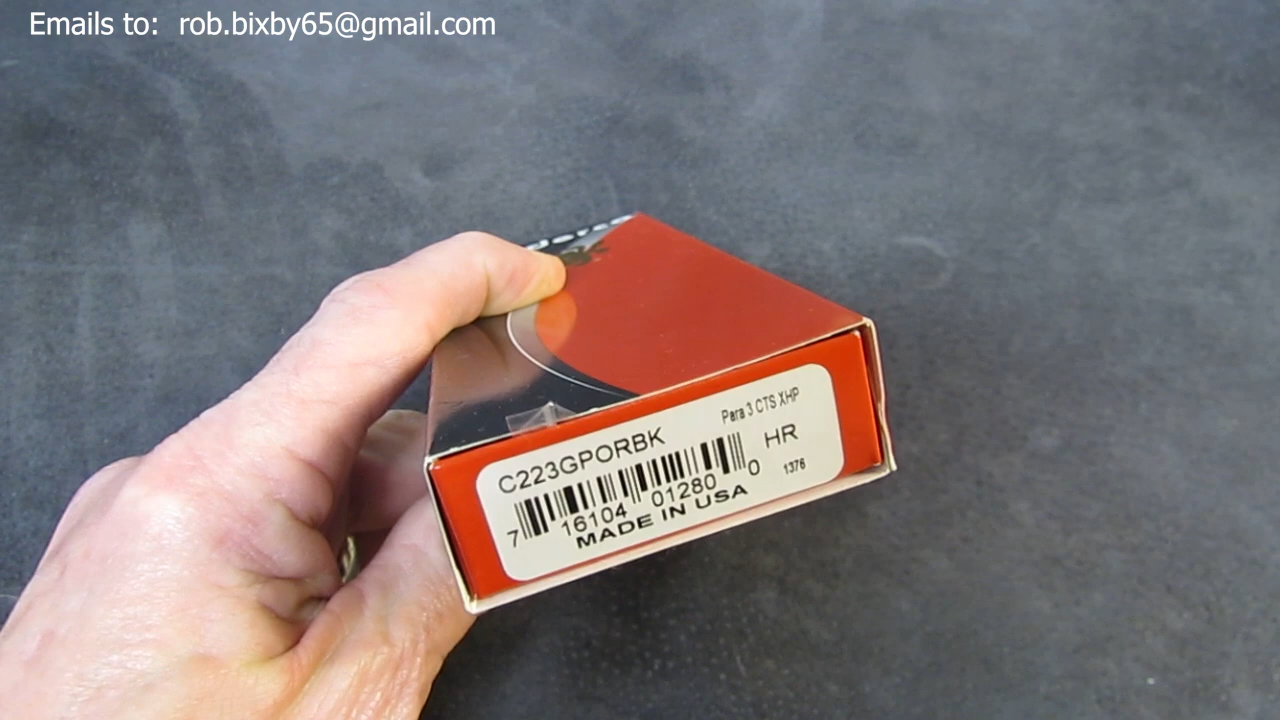 Emails to: rob.bixby65@gmail.com
C223GPORBK
Para 3 CTS XHP
HR
7 16104 01280 0
1376
MADE IN USA